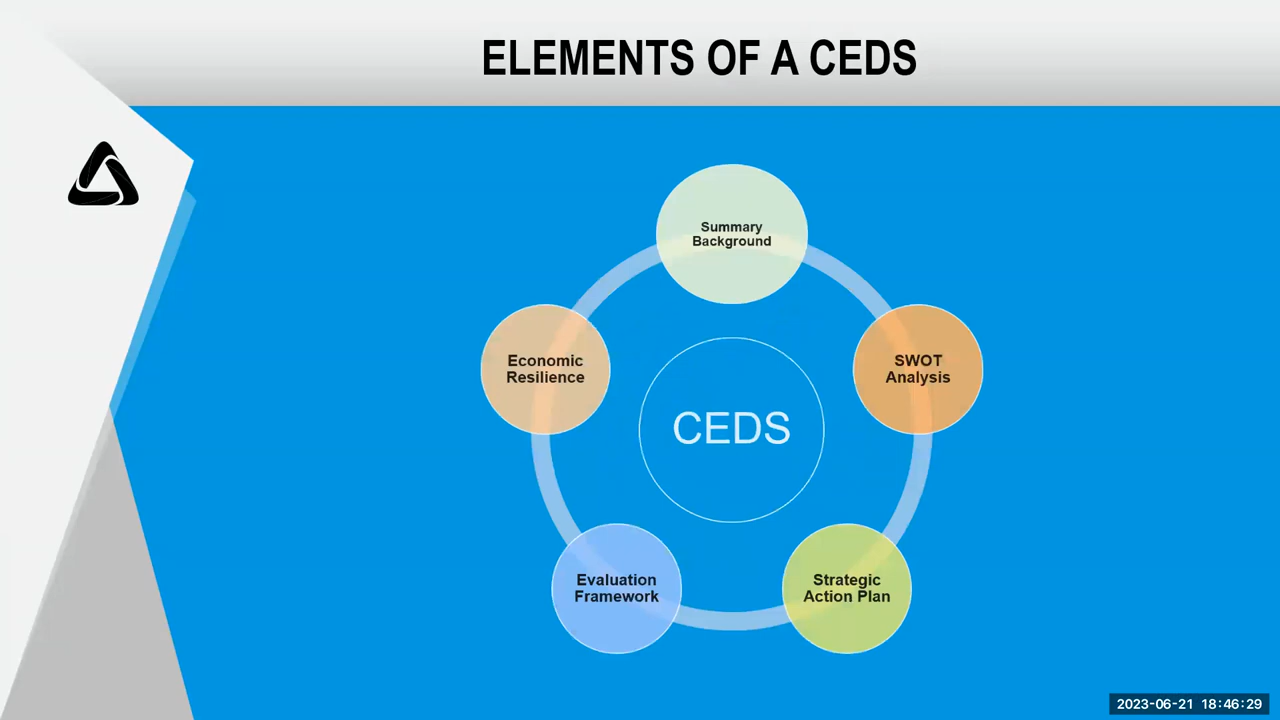 ELEMENTS OF A CEDS
Summary
Background
Economic
Resilience
SWOT
Analysis
CEDS
Evaluation
Framework
Strategic
Action Plan
2023-06-21 18:46:29